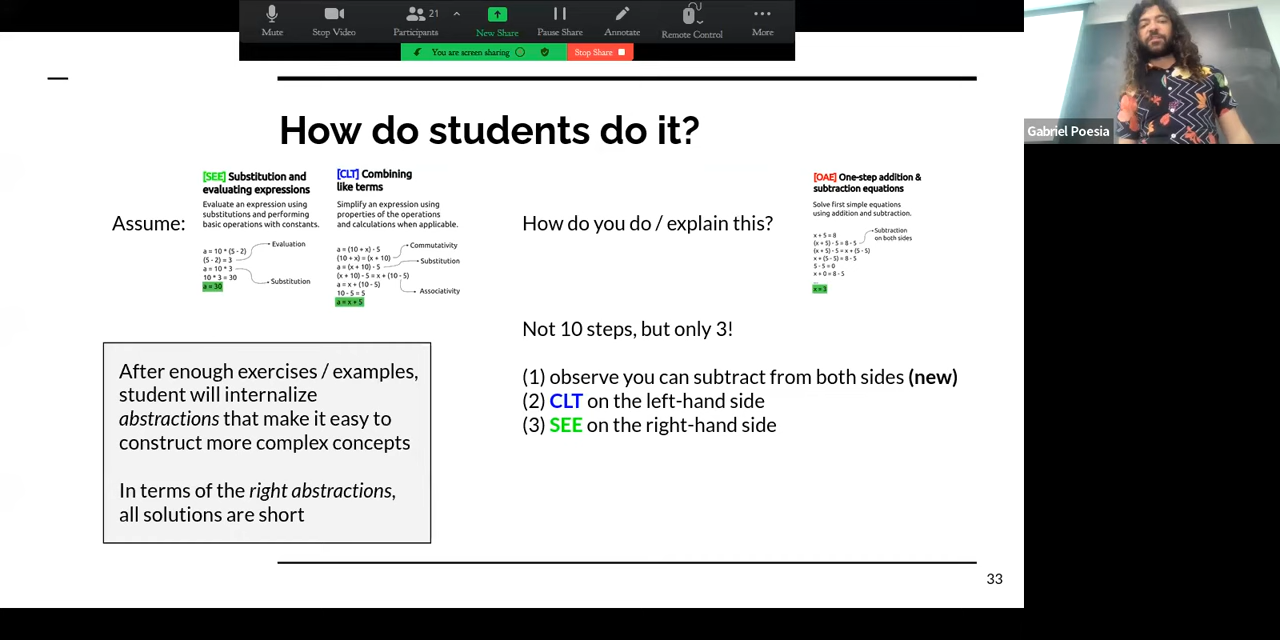 21
Mute
Stop Video
Participants
New Share
Pause Share
Annotate
Remote Control
More
You are screen sharing
Stop Share
Gabriel Poesia
How do students do it?
Assume:
[SEE] Substitution and
evaluating expressions
Evaluate an expression using
substitutions and performing
basic operations with constants.
a = 10 * (5 - 2)
(5 - 2) = 3
a = 10 * 3
10 * 3 = 30
a = 30
Evaluation
Substitution
[CLT] Combining
like terms
Simplify an expression using
properties of the operations
and calculations when applicable.
a = (10 + x) - 5
(10 + x) = (x + 10)
a = (x + 10) - 5
(x + 10) - 5 = x + (10 - 5)
a = x + (10 - 5)
10 - 5 = 5
a = x + 5
Commutativity
Substitution
Associativity
How do you do / explain this?
[OAE] One-step addition &
subtraction equations
Solve first simple equations
using addition and subtraction.
x + 5 = 8
(x + 5) - 5 = 8 - 5
(x + 5) - 5 = x + (5 - 5)
x + (5 - 5) = 8 - 5
5 - 5 = 0
x + 0 = 8 - 5
...
x = 3
Subtraction
on both sides
Not 10 steps, but only 3!
(1) observe you can subtract from both sides (new)
(2) CLT on the left-hand side
(3) SEE on the right-hand side
After enough exercises / examples,
student will internalize
abstractions that make it easy to
construct more complex concepts
In terms of the right abstractions,
all solutions are short
33